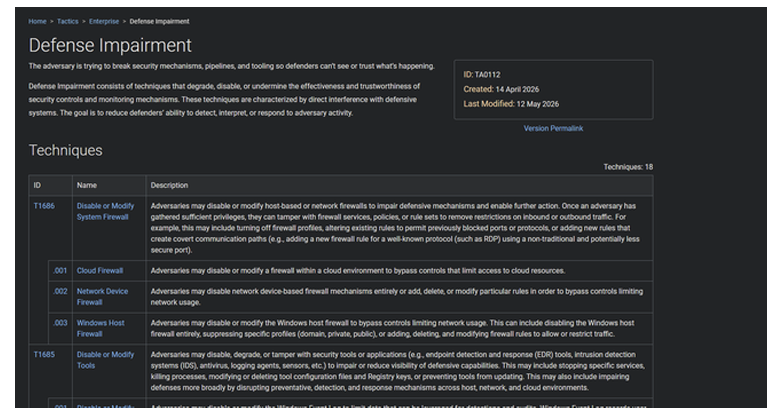 Home > Tactics > Enterprise > Defense Impairment
Defense Impairment
The adversary is trying to break security mechanisms, pipelines, and tooling so defenders can't see or trust what's happening.
Defense Impairment consists of techniques that degrade, disable, or undermine the effectiveness and trustworthiness of
security controls and monitoring mechanisms. These techniques are characterized by direct interference with defensive
systems. The goal is to reduce defenders' ability to detect, interpret, or respond to adversary activity.
ID: TA0112
Created: 14 April 2026
Last Modified: 12 May 2026
Version Permalink
Techniques
Techniques: 18
ID Name Description
T1686 Disable or Modify System Firewall
Adversaries may disable or modify host-based or network firewalls to impair defensive mechanisms and enable further action. Once an adversary has
gathered sufficient privileges, they can tamper with firewall services, policies, or rule sets to remove restrictions on inbound or outbound traffic. For
example, this may include turning off firewall profiles, altering existing rules to permit previously blocked ports or protocols, or adding new rules that
create covert communication paths (e.g., adding a new firewall rule for a well-known protocol (such as RDP) using a non-traditional and potentially less
secure port).
.001 Cloud Firewall Adversaries may disable or modify a firewall within a cloud environment to bypass controls that limit access to cloud resources.
.002 Network Device Firewall
Adversaries may disable network device-based firewall mechanisms entirely or add, delete, or modify particular rules in order to bypass controls limiting
network usage.
.003 Windows Host Firewall
Adversaries may disable or modify the Windows host firewall to bypass controls limiting network usage. This can include disabling the Windows host
firewall entirely, suppressing specific profiles (domain, private, public), or adding, deleting, and modifying firewall rules to allow or restrict traffic.
T1685 Disable or Modify Tools
Adversaries may disable, degrade, or tamper with security tools or applications (e.g., endpoint detection and response (EDR) tools, intrusion detection
systems (IDS), antivirus, logging agents, sensors, etc.) to impair or reduce visibility of defensive capabilities. This may include stopping specific services,
killing processes, modifying or deleting tool configuration files and Registry keys, or preventing tools from updating. This may also include impairing
defenses more broadly by disrupting preventative, detection, and response mechanisms across host, network, and cloud environments.